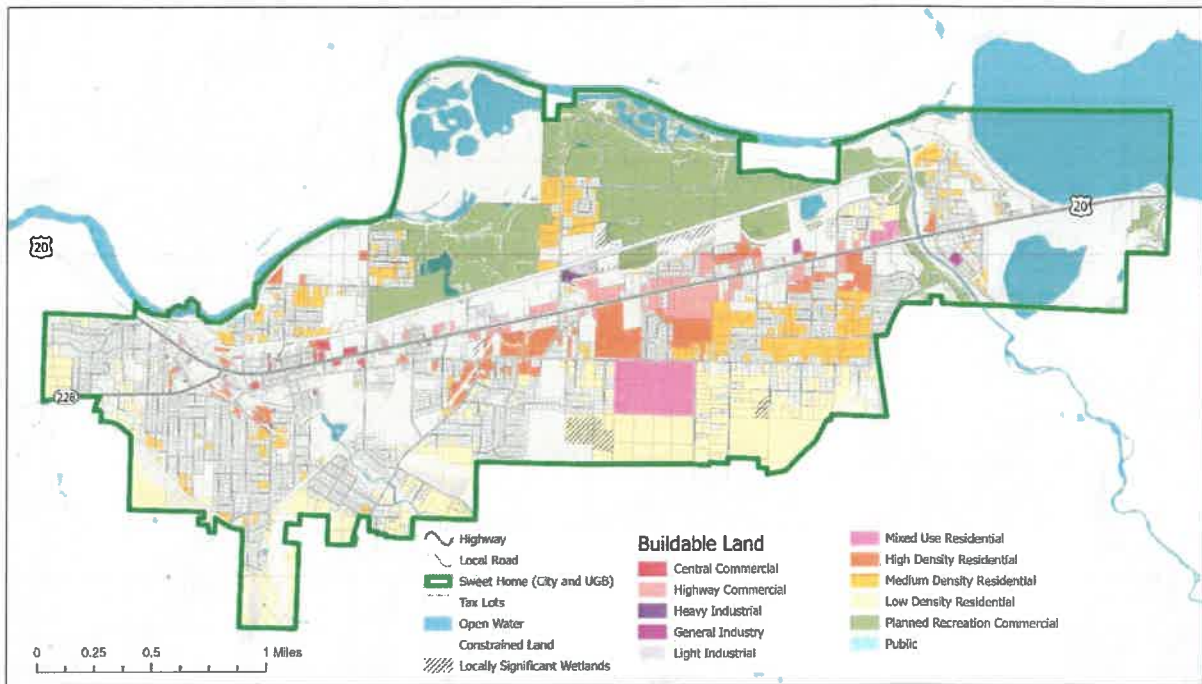 20
20
228
Highway
Local Road
Sweet Home (City and UGB)
Tax Lots
Open Water
Constrained Land
Locally Significant Wetlands
Buildable Land
Central Commercial
Highway Commercial
Heavy Industrial
General Industry
Light Industrial
Mixed Use Residential
High Density Residential
Medium Density Residential
Low Density Residential
Planned Recreation Commercial
Public
0 0.25 0.5 1 Miles